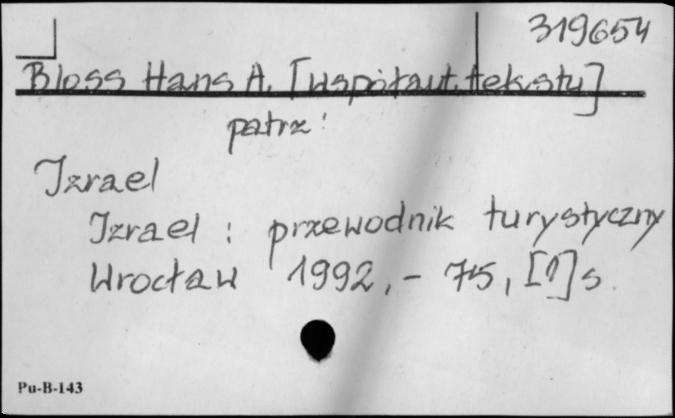 319654
Bloss Hans A. [współaut. tekstu]
patrz:
Izrael
Izrael : przewodnik turystyczny
Wrocław 1992,- 75, [1] s.
Pu-B-143